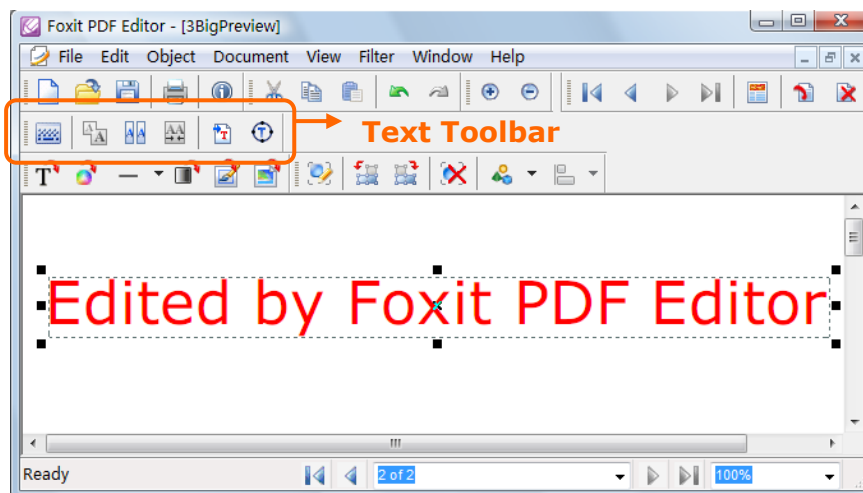 Foxit PDF Editor - [3BigPreview]
File Edit Object Document View Filter Window Help
Text Toolbar
Edited by Foxit PDF Editor
Ready 2 of 2 100%